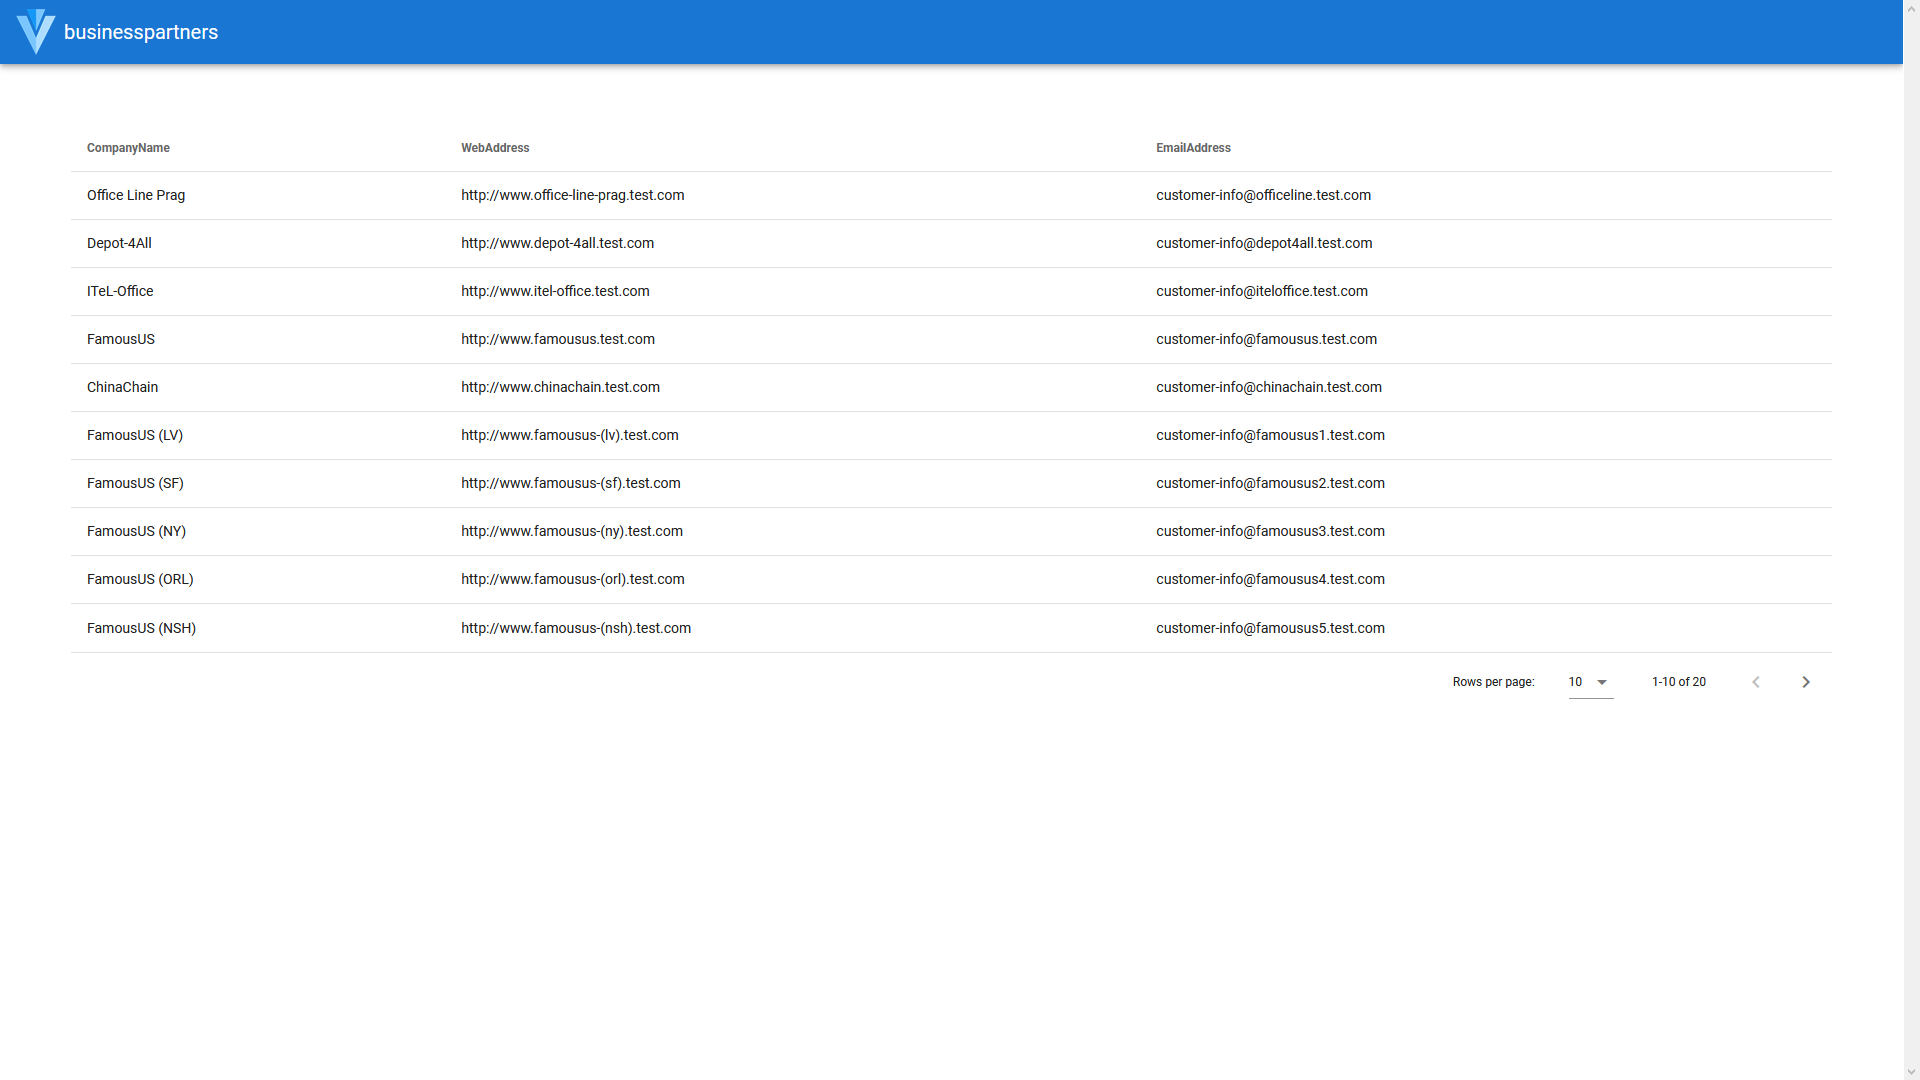 businesspartners
CompanyName WebAddress EmailAddress
Office Line Prag http://www.office-line-prag.test.com customer-info@officeline.test.com
Depot-4All http://www.depot-4all.test.com customer-info@depot4all.test.com
ITeL-Office http://www.itel-office.test.com customer-info@iteloffice.test.com
FamousUS http://www.famousus.test.com customer-info@famousus.test.com
ChinaChain http://www.chinachain.test.com customer-info@chinachain.test.com
FamousUS (LV) http://www.famousus-(lv).test.com customer-info@famousus1.test.com
FamousUS (SF) http://www.famousus-(sf).test.com customer-info@famousus2.test.com
FamousUS (NY) http://www.famousus-(ny).test.com customer-info@famousus3.test.com
FamousUS (ORL) http://www.famousus-(orl).test.com customer-info@famousus4.test.com
FamousUS (NSH) http://www.famousus-(nsh).test.com customer-info@famousus5.test.com
Rows per page: 10 1-10 of 20